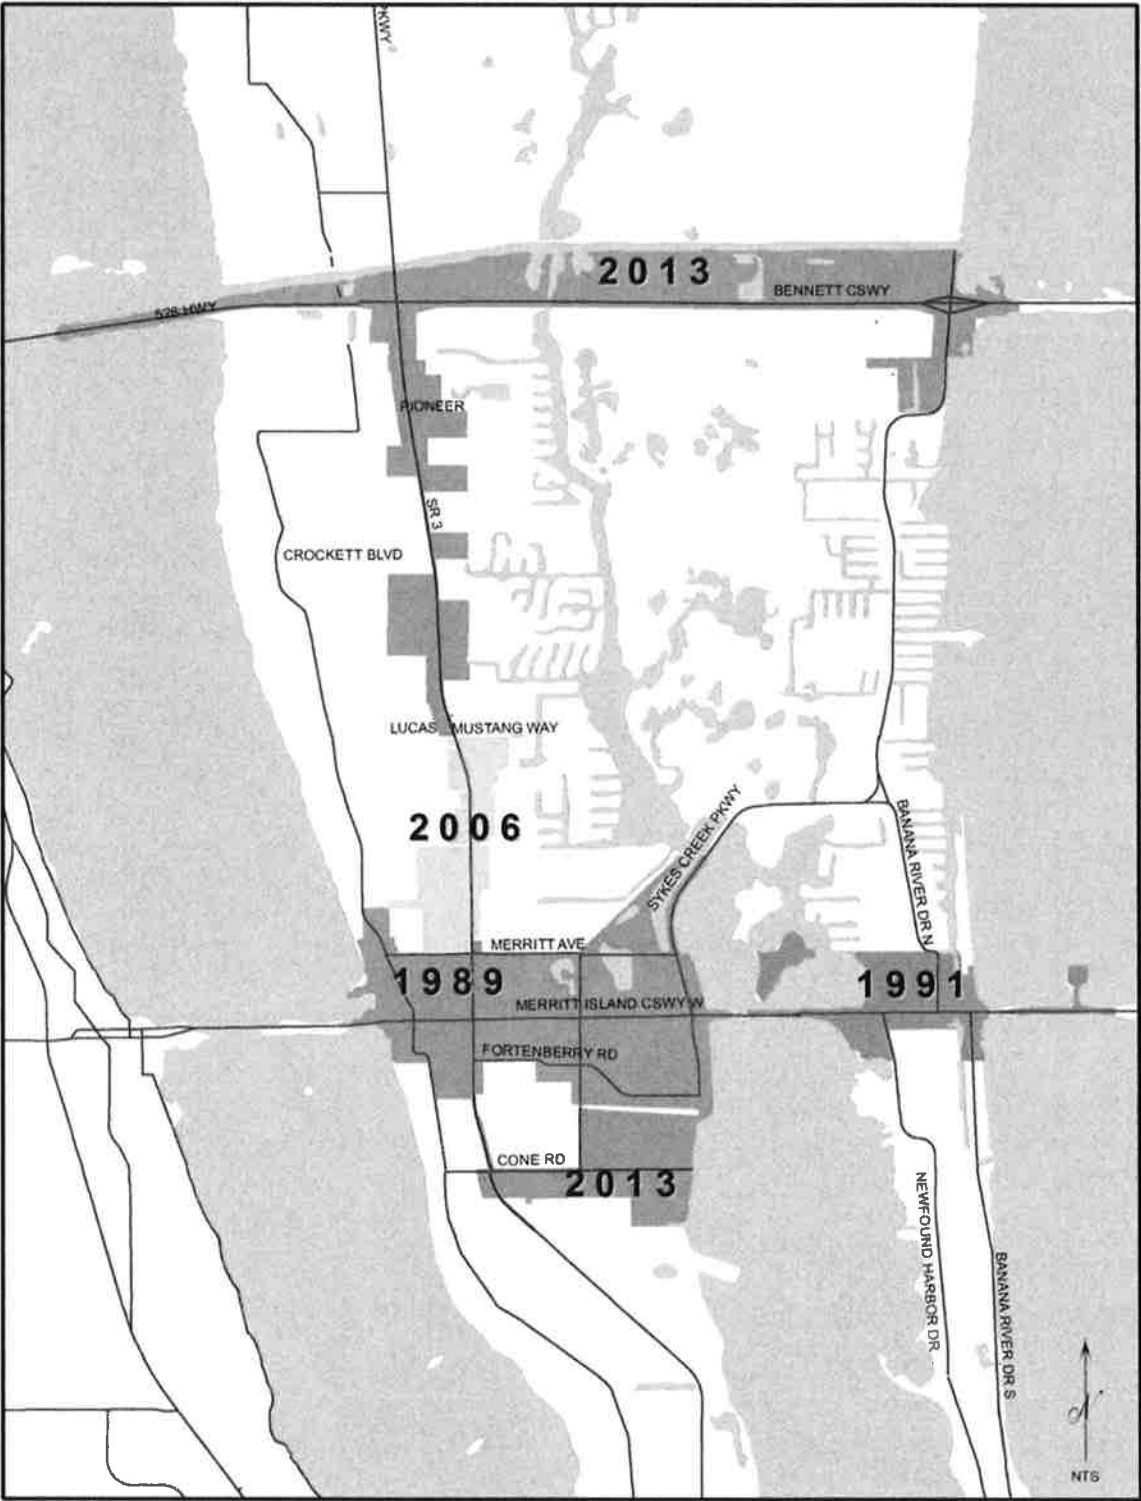 PKWY
2013
BENNETT CSWY
528 HWY
PIONEER
SR 3
CROCKETT BLVD
LUCAS
MUSTANG WAY
2006
SYKES CREEK PKWY
BANANA RIVER DR N
MERRITT AVE
1989
1991
MERRITT ISLAND CSWY W
FORTENBERRY RD
CONE RD
2013
NEWFOUND HARBOR DR
BANANA RIVER DR S
N
NTS